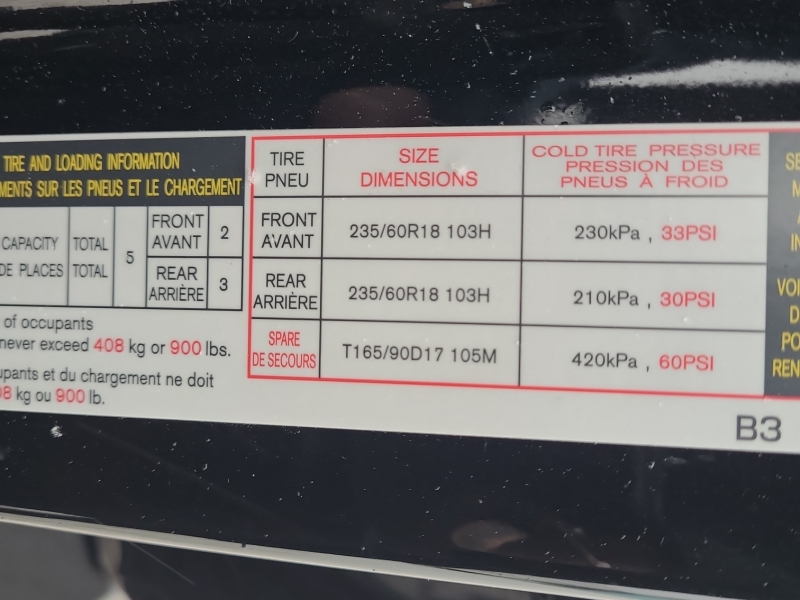 TIRE AND LOADING INFORMATION
SUR LES PNEUS ET LE CHARGEMENT
CAPACITY
DE PLACES
TOTAL
TOTAL
5
FRONT
AVANT
2
REAR
ARRIÈRE
3
of occupants
never exceed 408 kg or 900 lbs.
et du chargement ne doit
kg ou 900 lb.
TIRE
PNEU
SIZE
DIMENSIONS
COLD TIRE PRESSURE
PRESSION DES
PNEUS À FROID
FRONT
AVANT
235/60R18 103H
230kPa , 33PSI
REAR
ARRIÈRE
235/60R18 103H
210kPa , 30PSI
SPARE
DE SECOURS
T165/90D17 105M
420kPa , 60PSI
B3